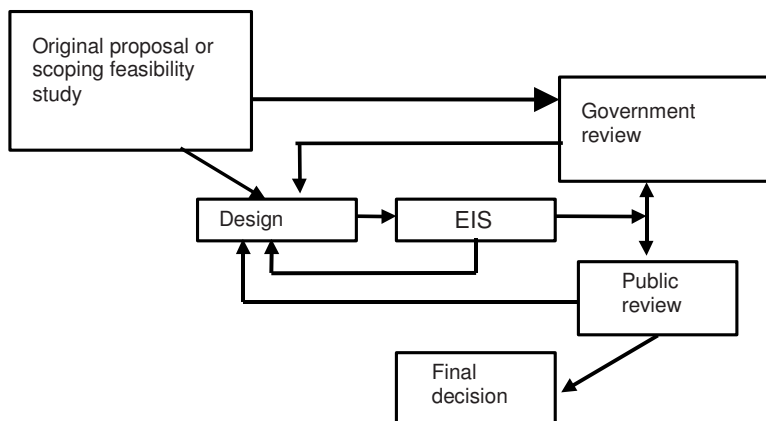 Original proposal or
scoping feasibility
study
Government
review
Design
EIS
Public
review
Final
decision